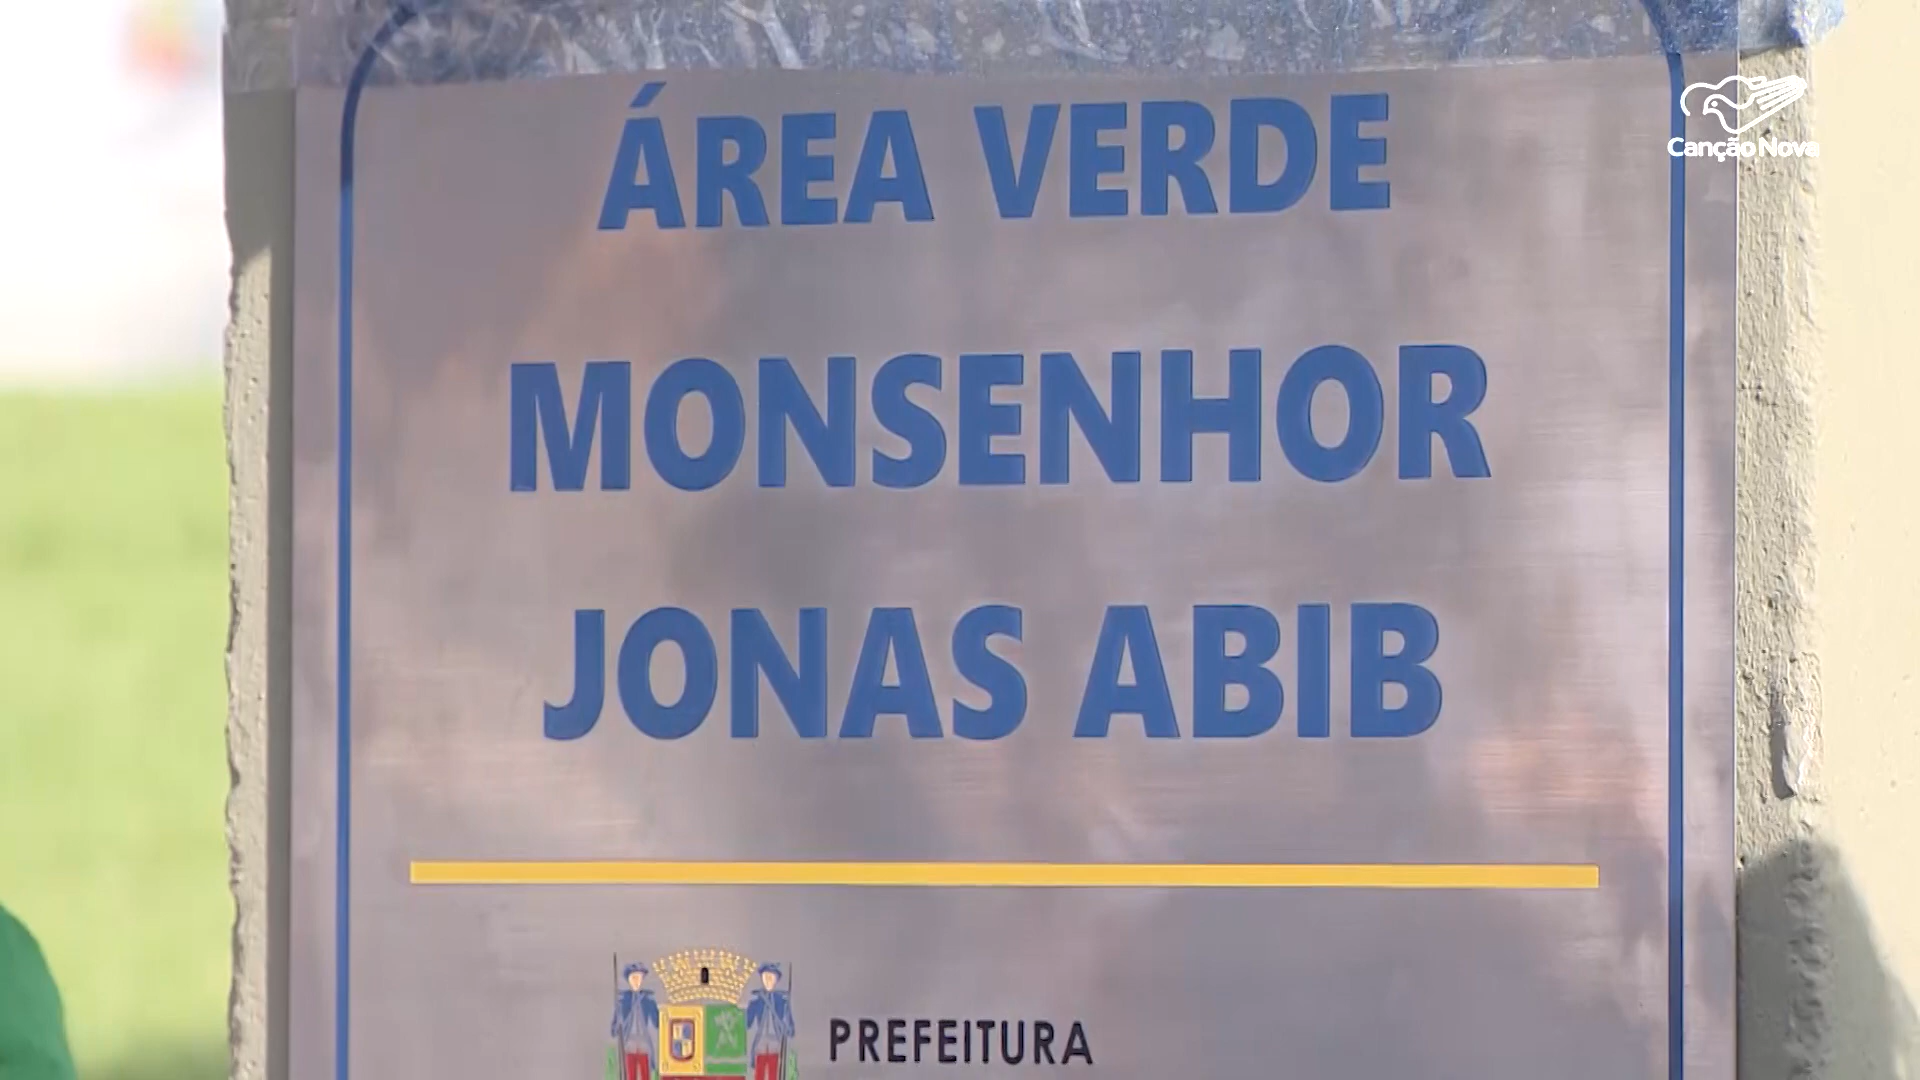 Canção Nova
ÁREA VERDE
MONSENHOR
JONAS ABIB
PREFEITURA